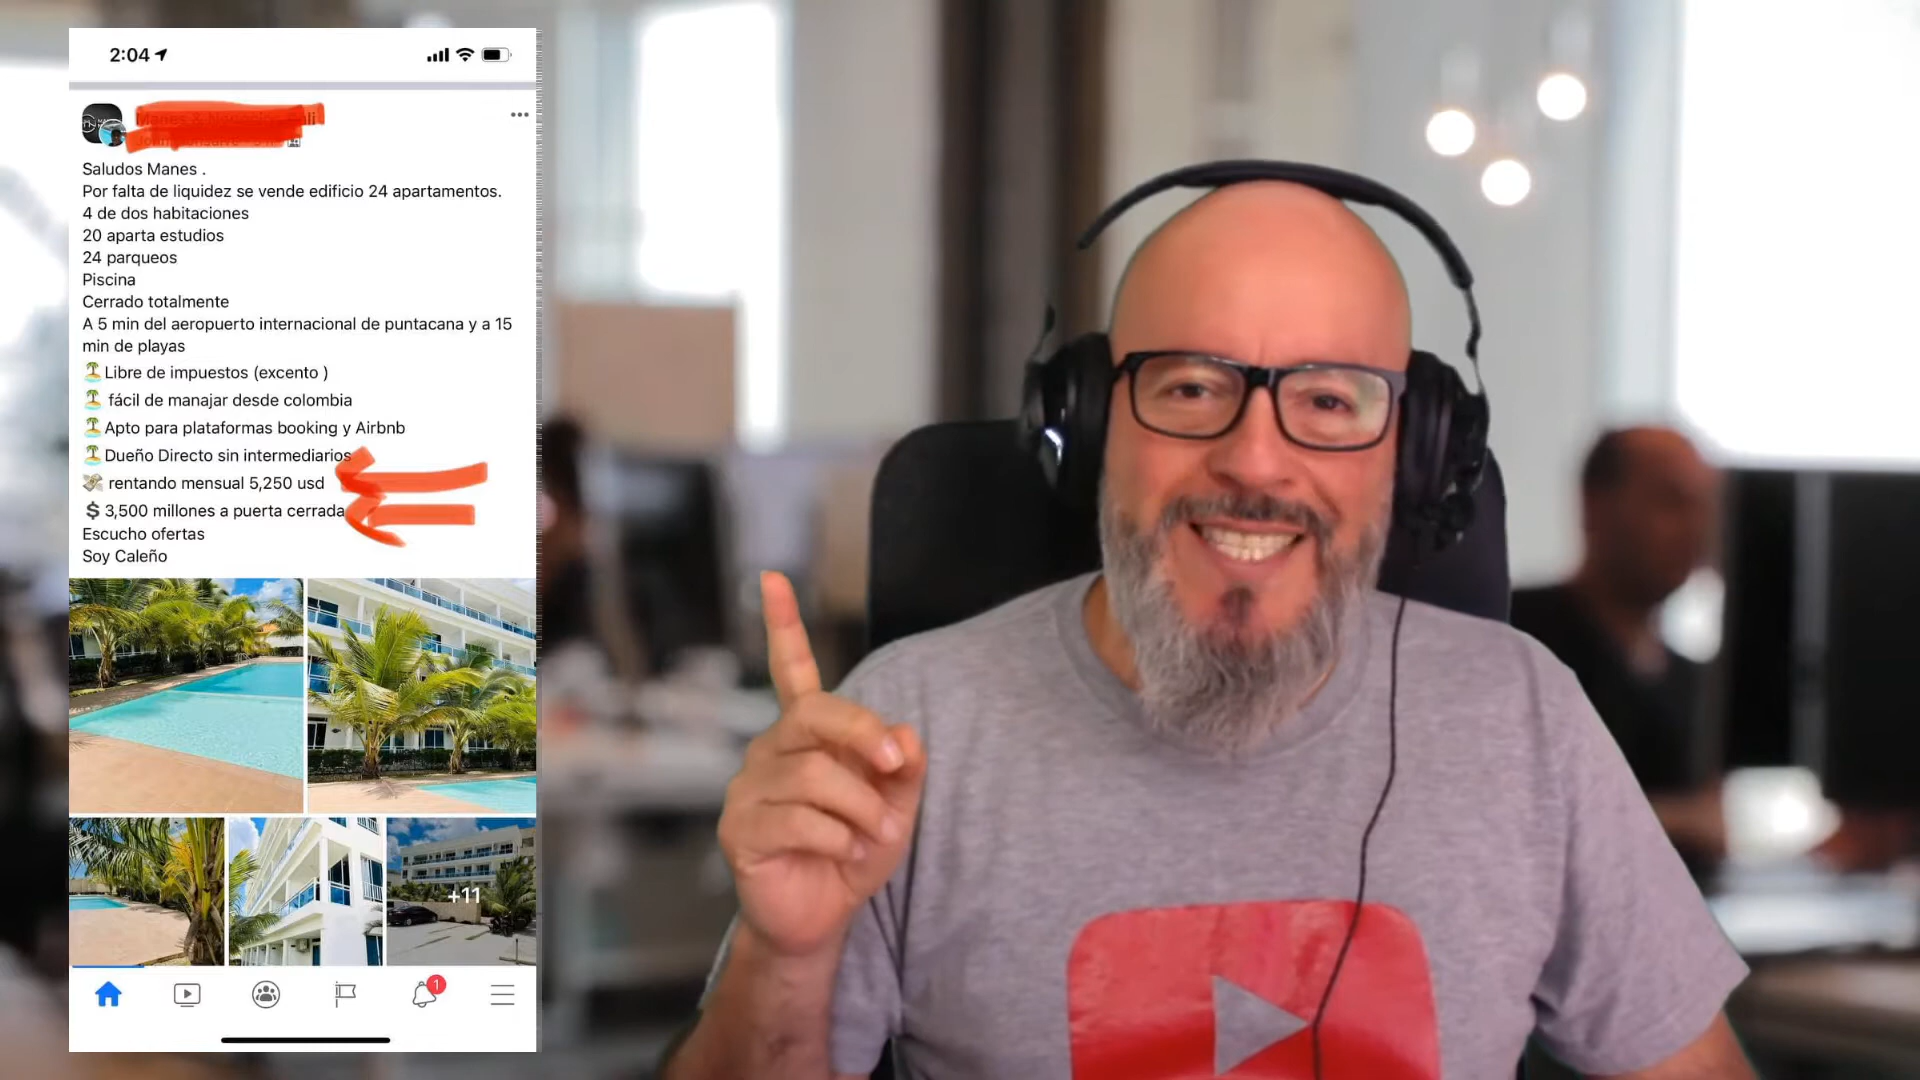 2:04
Saludos Manes .
Por falta de liquidez se vende edificio 24 apartamentos.
4 de dos habitaciones
20 aparta estudios
24 parqueos
Piscina
Cerrado totalmente
A 5 min del aeropuerto internacional de puntacana y a 15
min de playas
Libre de impuestos (excento )
fácil de manajar desde colombia
Apto para plataformas booking y Airbnb
Dueño Directo sin intermediarios
rentando mensual 5,250 usd
$ 3,500 millones a puerta cerrada
Escucho ofertas
Soy Caleño
+11
1